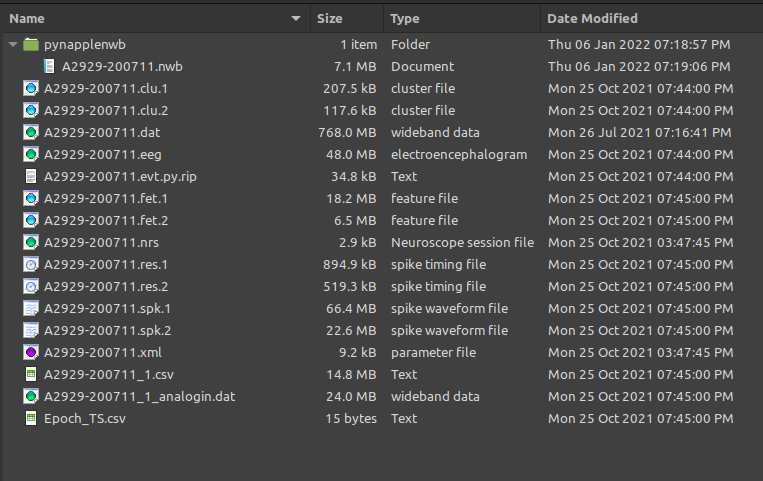 Name Size Type Date Modified
pynapplenwb 1 item Folder Thu 06 Jan 2022 07:18:57 PM
A2929-200711.nwb 7.1 MB Document Thu 06 Jan 2022 07:19:06 PM
A2929-200711.clu.1 207.5 kB cluster file Mon 25 Oct 2021 07:44:00 PM
A2929-200711.clu.2 117.6 kB cluster file Mon 25 Oct 2021 07:44:00 PM
A2929-200711.dat 768.0 MB wideband data Mon 26 Jul 2021 07:16:41 PM
A2929-200711.eeg 48.0 MB electroencephalogram Mon 25 Oct 2021 07:44:00 PM
A2929-200711.evt.py.rip 34.8 kB Text Mon 25 Oct 2021 07:44:00 PM
A2929-200711.fet.1 18.2 MB feature file Mon 25 Oct 2021 07:45:00 PM
A2929-200711.fet.2 6.5 MB feature file Mon 25 Oct 2021 07:45:00 PM
A2929-200711.nrs 2.9 kB Neuroscope session file Mon 25 Oct 2021 03:47:45 PM
A2929-200711.res.1 894.9 kB spike timing file Mon 25 Oct 2021 07:45:00 PM
A2929-200711.res.2 519.3 kB spike timing file Mon 25 Oct 2021 07:45:00 PM
A2929-200711.spk.1 66.4 MB spike waveform file Mon 25 Oct 2021 07:45:00 PM
A2929-200711.spk.2 22.6 MB spike waveform file Mon 25 Oct 2021 07:45:00 PM
A2929-200711.xml 9.2 kB parameter file Mon 25 Oct 2021 03:47:45 PM
A2929-200711_1.csv 14.8 MB Text Mon 25 Oct 2021 07:45:00 PM
A2929-200711_1_analogin.dat 24.0 MB wideband data Mon 25 Oct 2021 07:45:00 PM
Epoch_TS.csv 15 bytes Text Mon 25 Oct 2021 07:45:00 PM